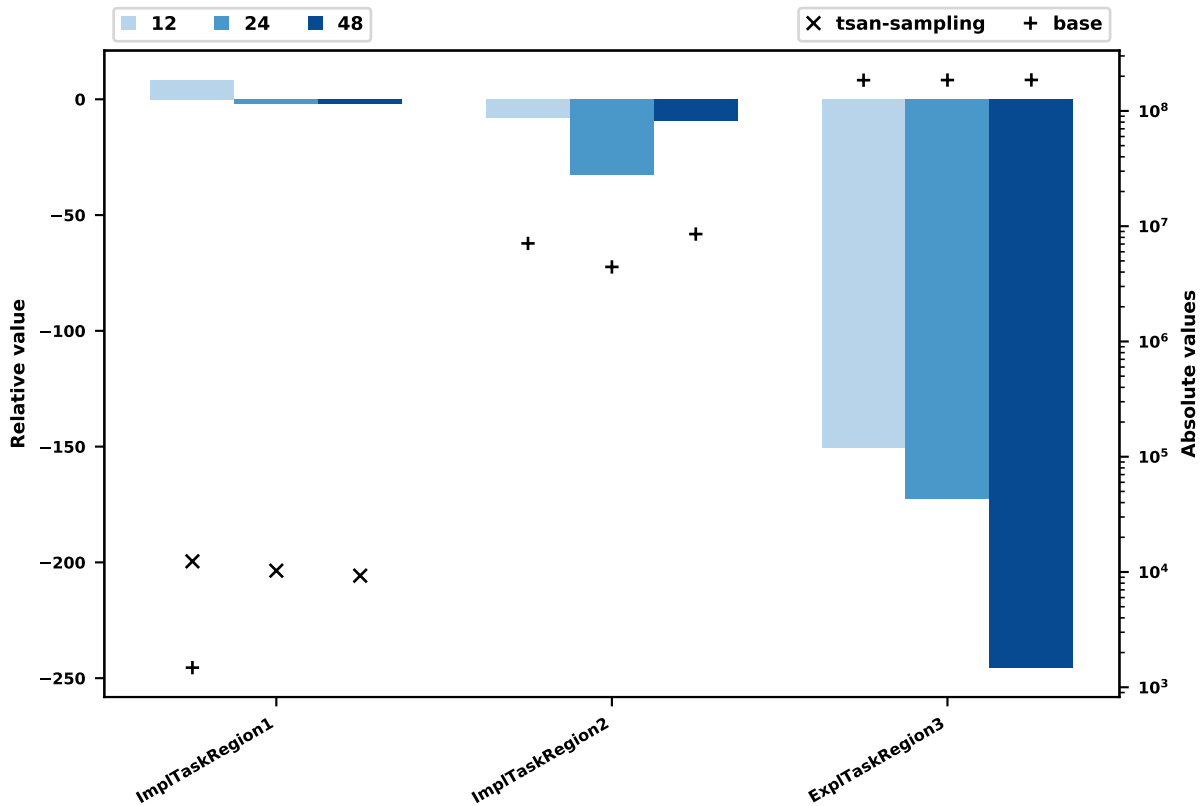 12 24 48
tsan-sampling base
Relative value
0
−50
−100
−150
−200
−250
10⁸
10⁷
10⁶
10⁵
10⁴
10³
Absolute values
ImplTaskRegion1
ImplTaskRegion2
ExplTaskRegion3